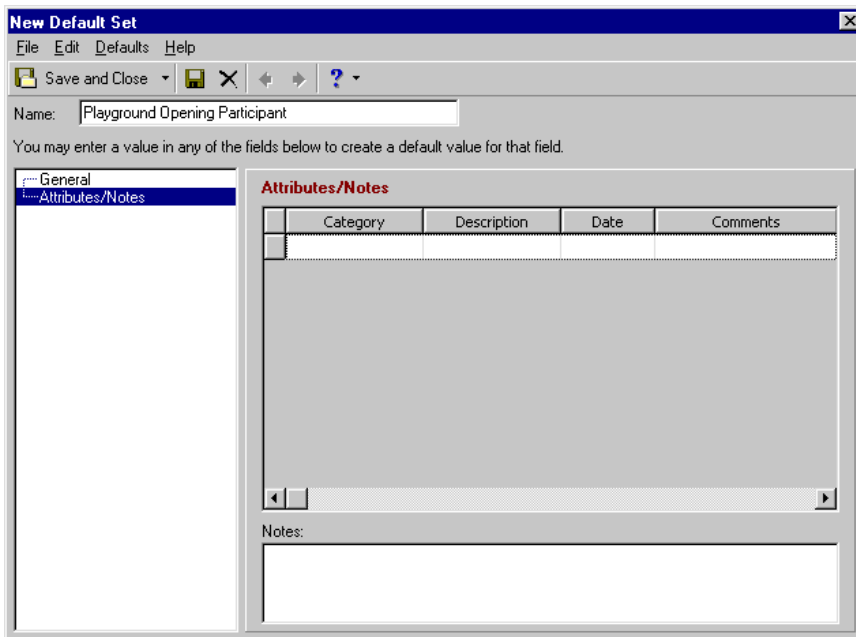 New Default Set
File Edit Defaults Help
Save and Close ?
Name: Playground Opening Participant
You may enter a value in any of the fields below to create a default value for that field.
General
Attributes/Notes
Attributes/Notes
Category Description Date Comments
Notes: